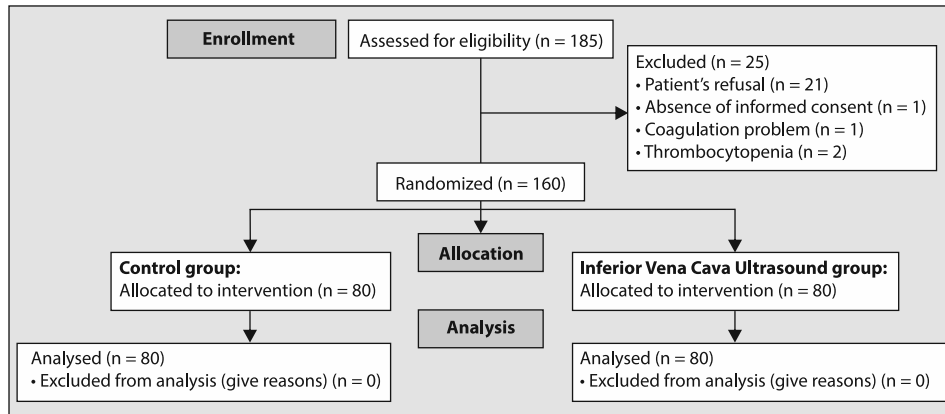 Enrollment
Assessed for eligibility (n = 185)
Excluded (n = 25)
• Patient's refusal (n = 21)
• Absence of informed consent (n = 1)
• Coagulation problem (n = 1)
• Thrombocytopenia (n = 2)
Randomized (n = 160)
Allocation
Control group:
Allocated to intervention (n = 80)
Inferior Vena Cava Ultrasound group:
Allocated to intervention (n = 80)
Analysis
Analysed (n = 80)
• Excluded from analysis (give reasons) (n = 0)
Analysed (n = 80)
• Excluded from analysis (give reasons) (n = 0)